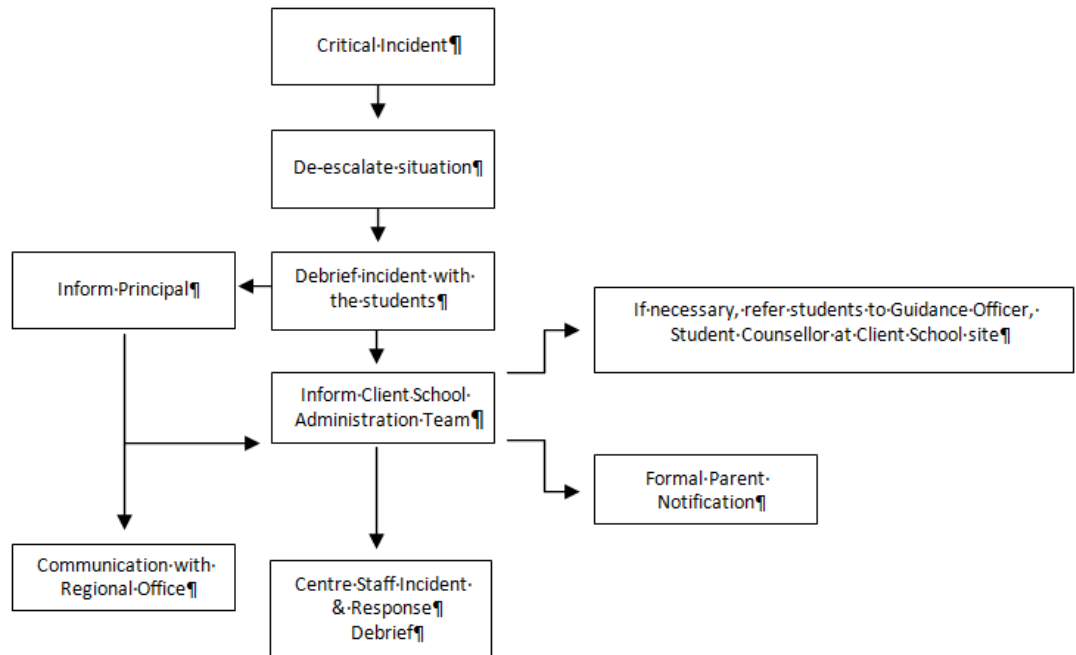 Critical·Incident¶
De-escalate·situation¶
Inform·Principal¶
Debrief·incident·with·
the·students¶
If·necessary,·refer·students·to·Guidance·Officer,·
Student·Counsellor·at·Client·School·site¶
Inform·Client·School·
Administration·Team¶
Formal·Parent·
Notification¶
Communication·with·
Regional·Office¶
Centre·Staff·Incident·
&·Response¶
Debrief¶